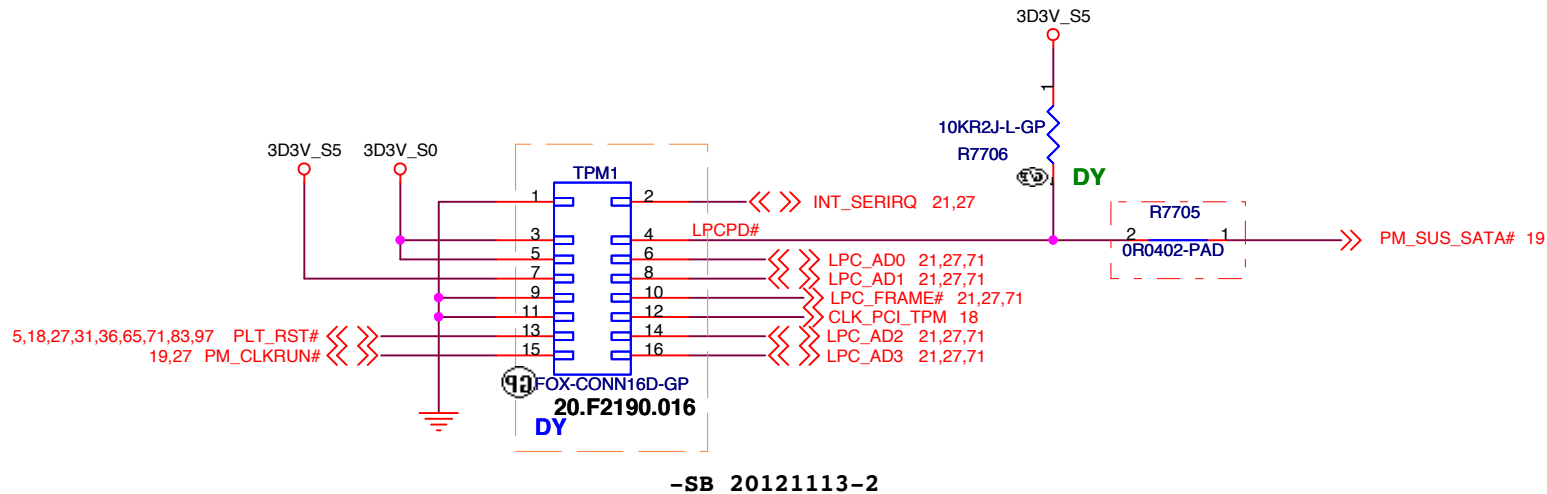 3D3V_S5
1
10KR2J-L-GP
R7706
DY
3D3V_S5
3D3V_S0
TPM1
1
2
INT_SERIRQ 21,27
R7705
3
4
LPCPD#
2
1
PM_SUS_SATA# 19
0R0402-PAD
5
6
LPC_AD0 21,27,71
7
8
LPC_AD1 21,27,71
9
10
LPC_FRAME# 21,27,71
11
12
CLK_PCI_TPM 18
5,18,27,31,36,65,71,83,97 PLT_RST#
13
14
LPC_AD2 21,27,71
19,27 PM_CLKRUN#
15
16
LPC_AD3 21,27,71
GP
FOX-CONN16D-GP
20.F2190.016
DY
-SB 20121113-2